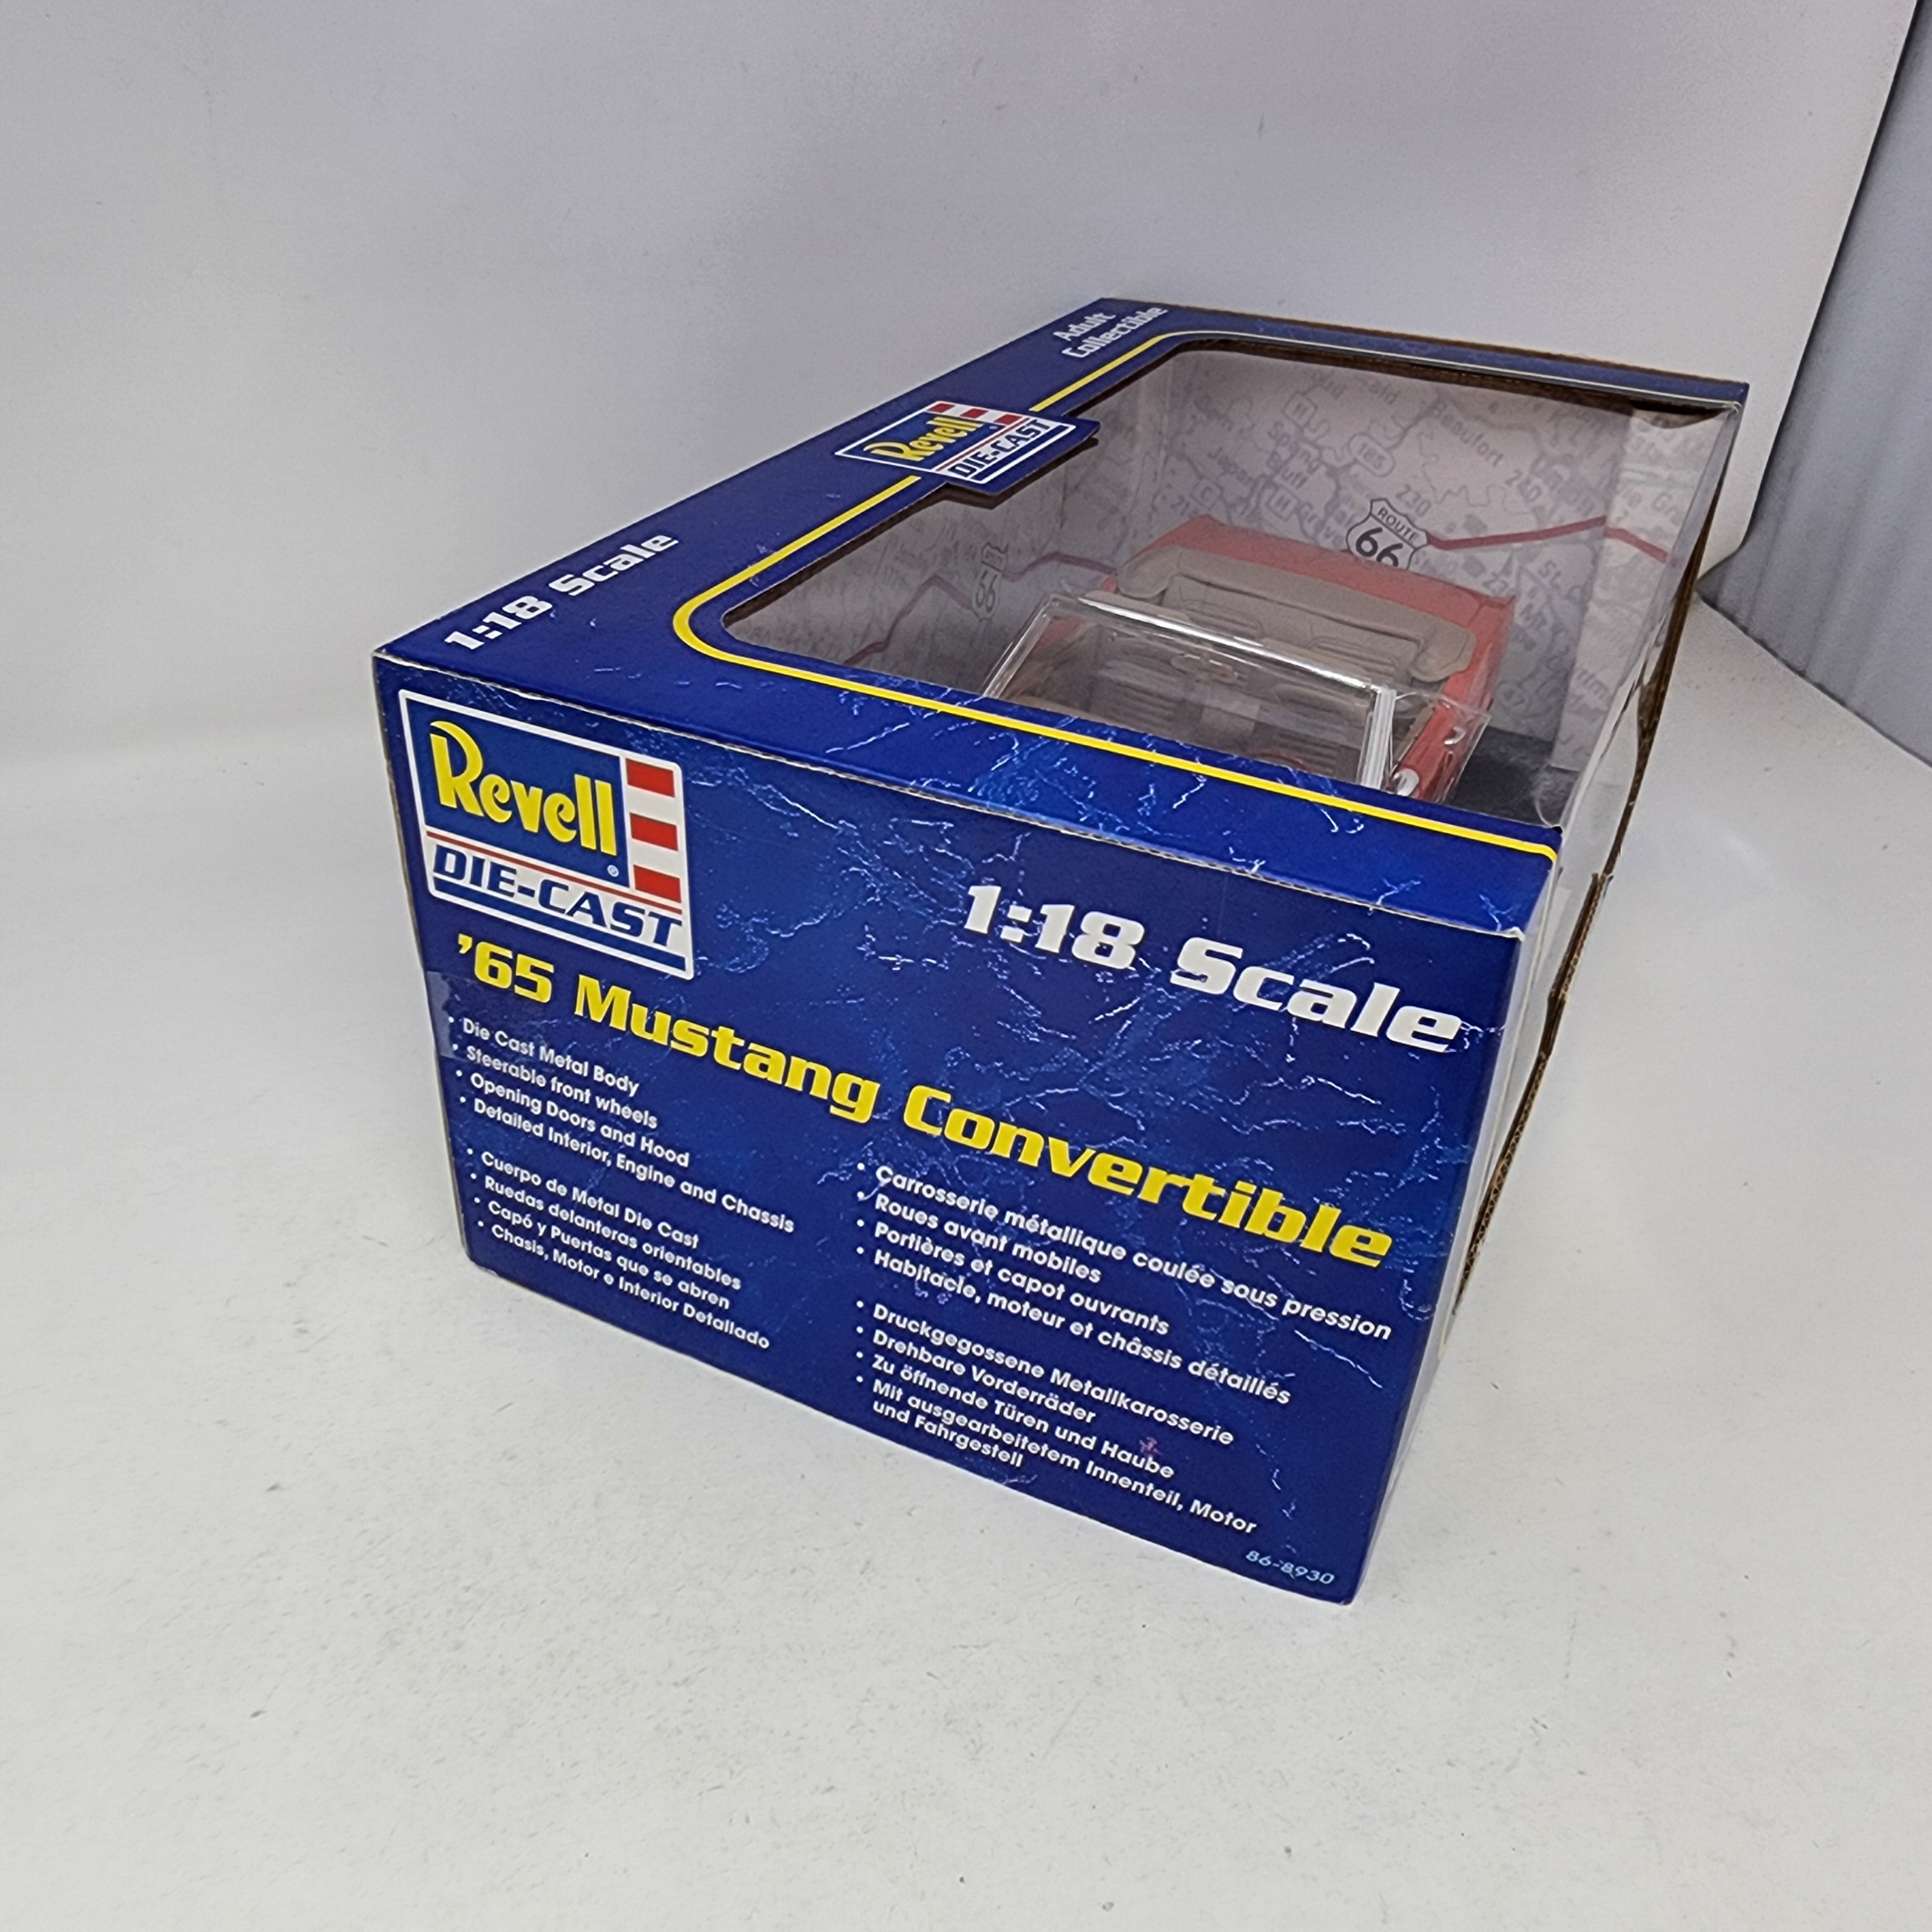 Adult
Collectible
Revell
DIE-CAST
1:18 Scale
Beaufort
185
230
ROUTE
66
66
Revell®
DIE-CAST
1:18 Scale
'65 Mustang Convertible
• Die Cast Metal Body
• Steerable front wheels
• Opening Doors and Hood
• Detailed Interior, Engine and Chassis
• Cuerpo de Metal Die Cast
• Ruedas delanteras orientables
• Capó y Puertas que se abren
• Chasis, Motor e Interior Detallado
• Carrosserie métallique coulée sous pression
• Roues avant mobiles
• Portières et capot ouvrants
• Habitacle, moteur et châssis détaillés
• Druckgegossene Metallkarosserie
• Drehbare Vorderräder
• Zu öffnende Türen und Haube
• Mit ausgearbeitetem Innenteil, Motor
und Fahrgestell
86-8930